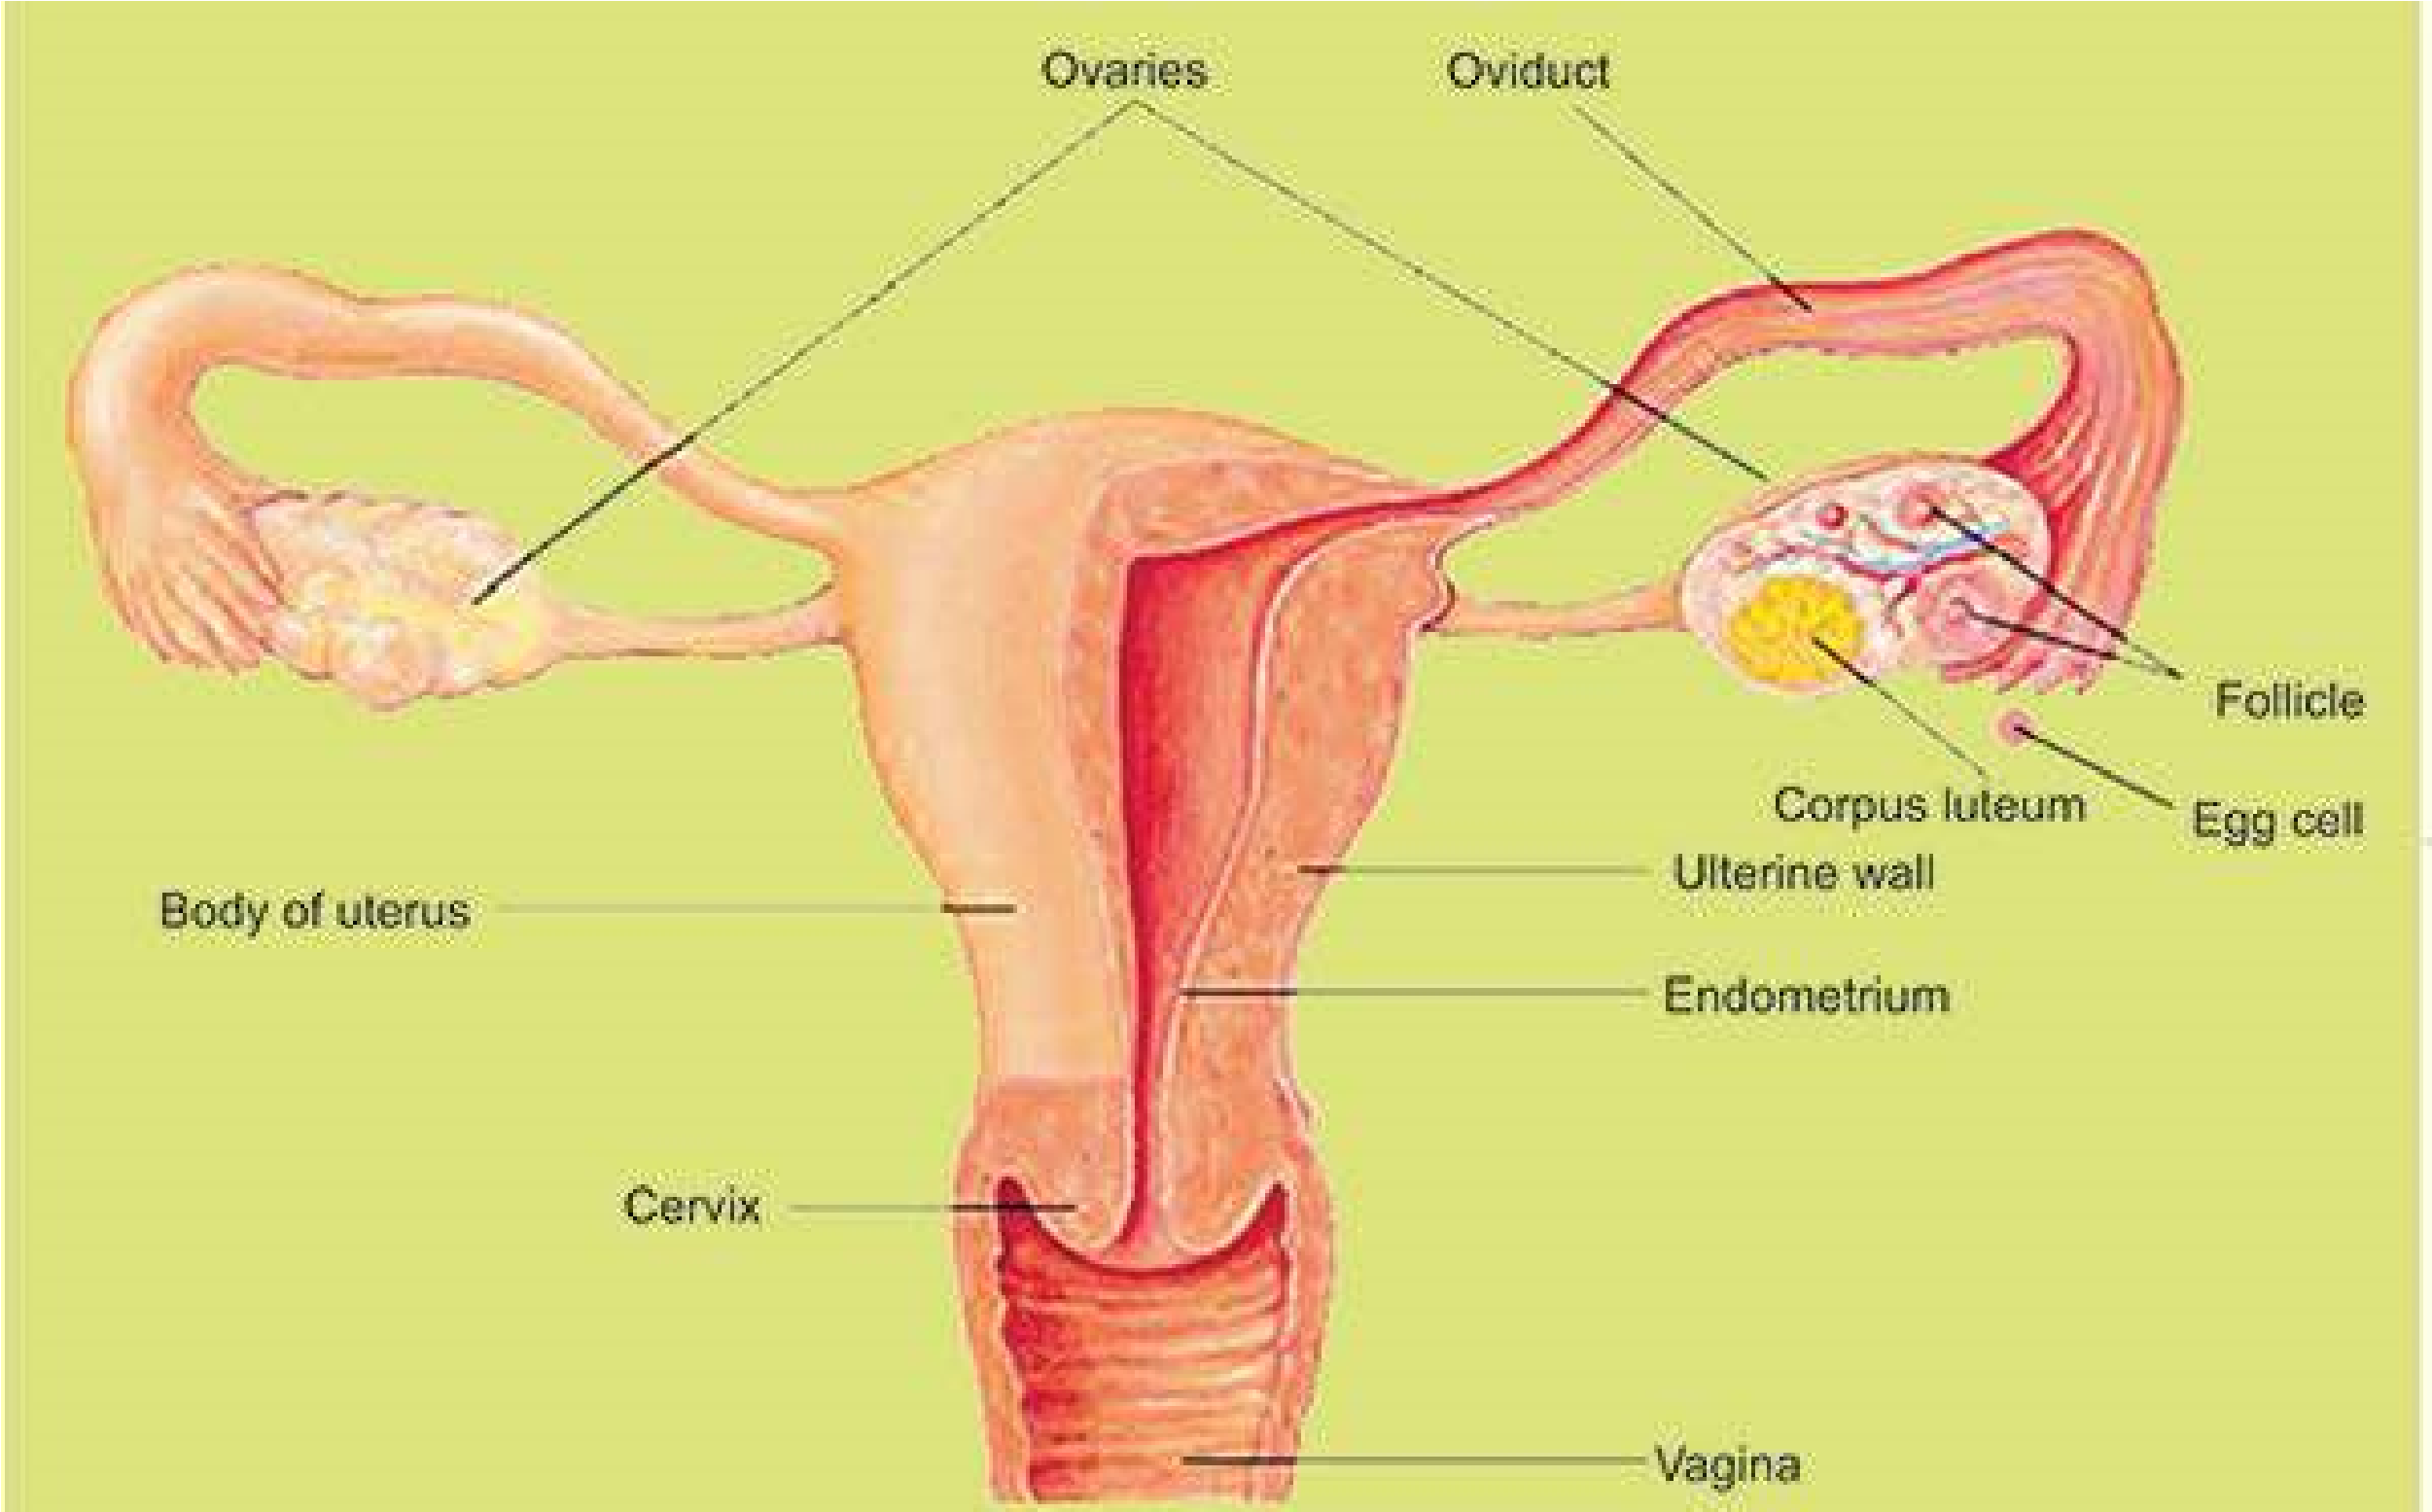 Ovaries
Oviduct
Follicle
Corpus luteum
Egg cell
Ulterine wall
Body of uterus
Endometrium
Cervix
Vagina